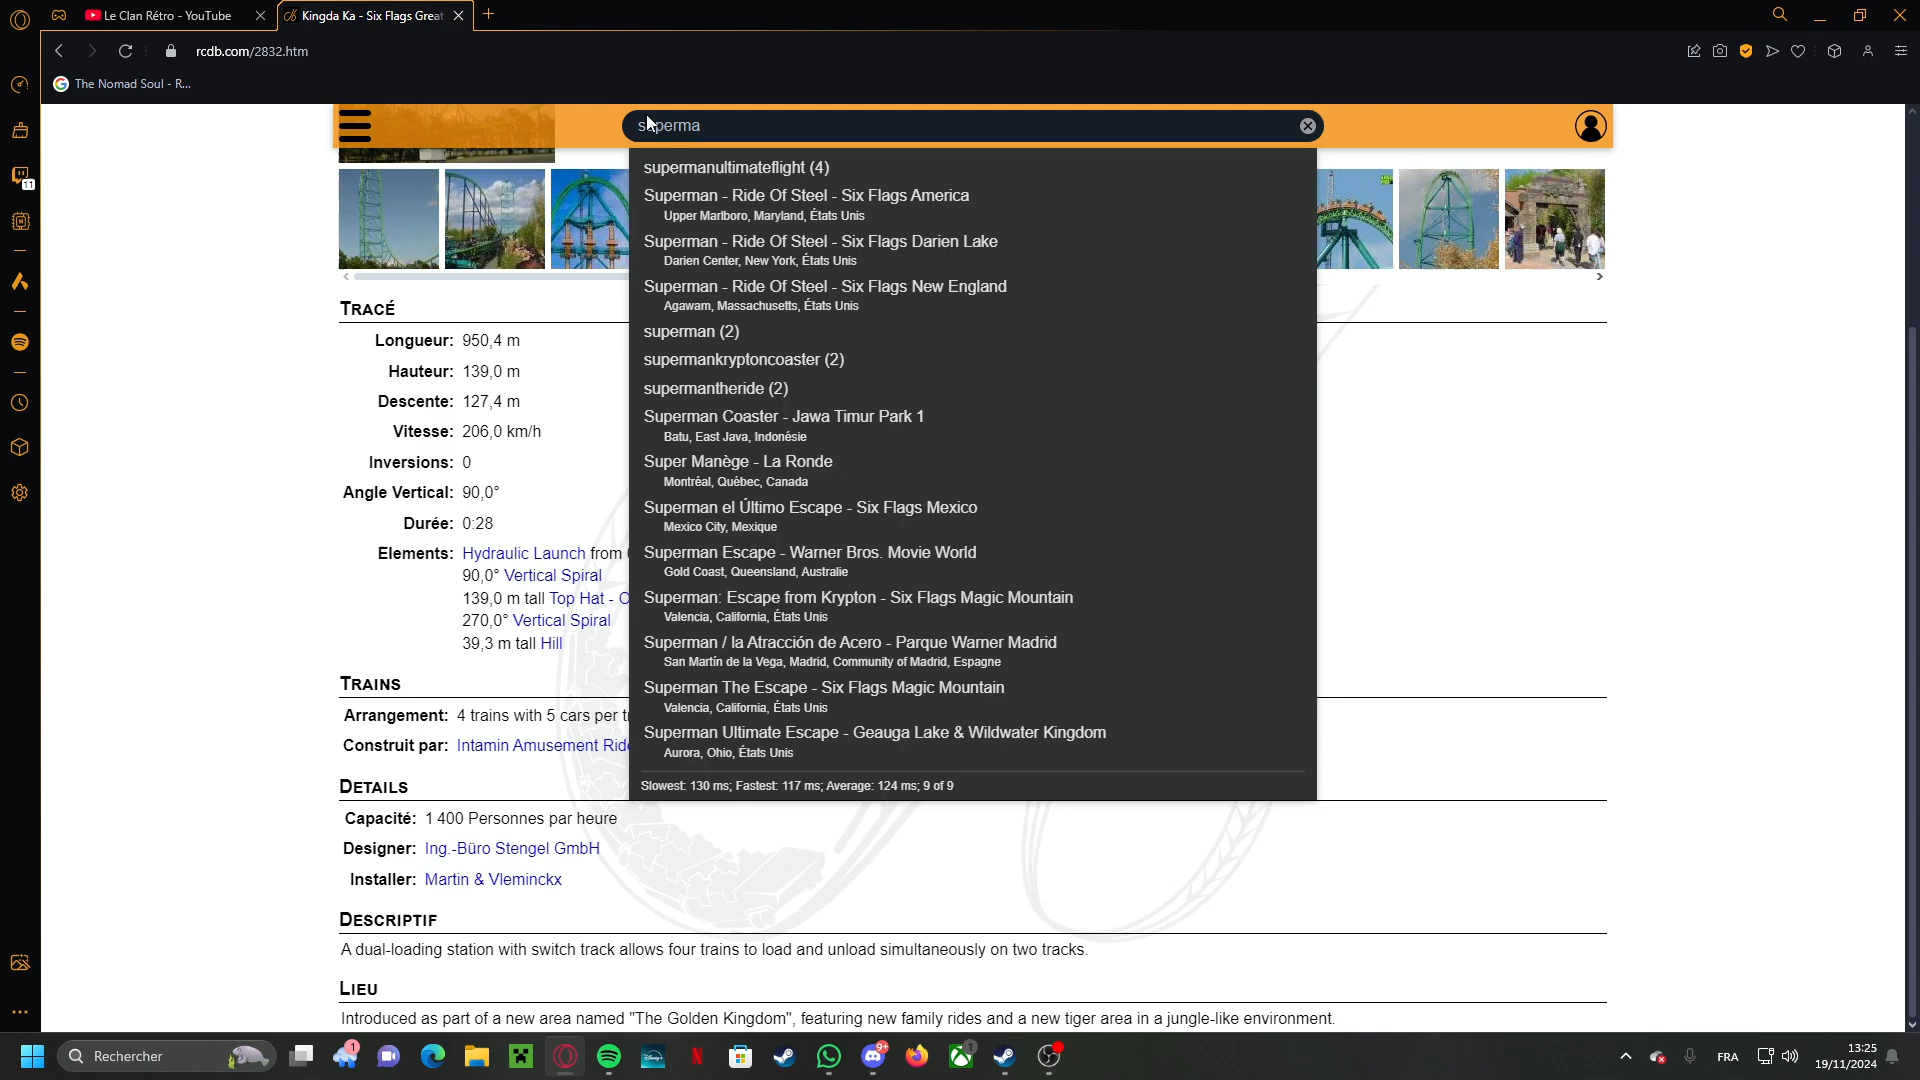 Le Clan Rétro - YouTube
Kingda Ka - Six Flags Great
rcdb.com/2832.htm
The Nomad Soul - R...
superma
supermanultimateflight (4)
Superman - Ride Of Steel - Six Flags America
Upper Marlboro, Maryland, États Unis
Superman - Ride Of Steel - Six Flags Darien Lake
Darien Center, New York, États Unis
Superman - Ride Of Steel - Six Flags New England
Agawam, Massachusetts, États Unis
superman (2)
supermankryptoncoaster (2)
supermantheride (2)
Superman Coaster - Jawa Timur Park 1
Batu, East Java, Indonésie
Super Manège - La Ronde
Montréal, Québec, Canada
Superman el Último Escape - Six Flags Mexico
Mexico City, Mexique
Superman Escape - Warner Bros. Movie World
Gold Coast, Queensland, Australie
Superman: Escape from Krypton - Six Flags Magic Mountain
Valencia, California, États Unis
Superman / la Atracción de Acero - Parque Warner Madrid
San Martín de la Vega, Madrid, Community of Madrid, Espagne
Superman The Escape - Six Flags Magic Mountain
Valencia, California, États Unis
Superman Ultimate Escape - Geauga Lake & Wildwater Kingdom
Aurora, Ohio, États Unis
Slowest: 130 ms; Fastest: 117 ms; Average: 124 ms; 9 of 9
TRACÉ
Longueur: 950,4 m
Hauteur: 139,0 m
Descente: 127,4 m
Vitesse: 206,0 km/h
Inversions: 0
Angle Vertical: 90,0°
Durée: 0:28
Elements: Hydraulic Launch from
90,0° Vertical Spiral
139,0 m tall Top Hat - O
270,0° Vertical Spiral
39,3 m tall Hill
TRAINS
Arrangement: 4 trains with 5 cars per t
Construit par: Intamin Amusement Rid
DETAILS
Capacité: 1 400 Personnes par heure
Designer: Ing.-Büro Stengel GmbH
Installer: Martin & Vleminckx
DESCRIPTIF
A dual-loading station with switch track allows four trains to load and unload simultaneously on two tracks.
LIEU
Introduced as part of a new area named "The Golden Kingdom", featuring new family rides and a new tiger area in a jungle-like environment.
11
Rechercher
1
Disney+
N
9+
1
FRA
13:25
19/11/2024